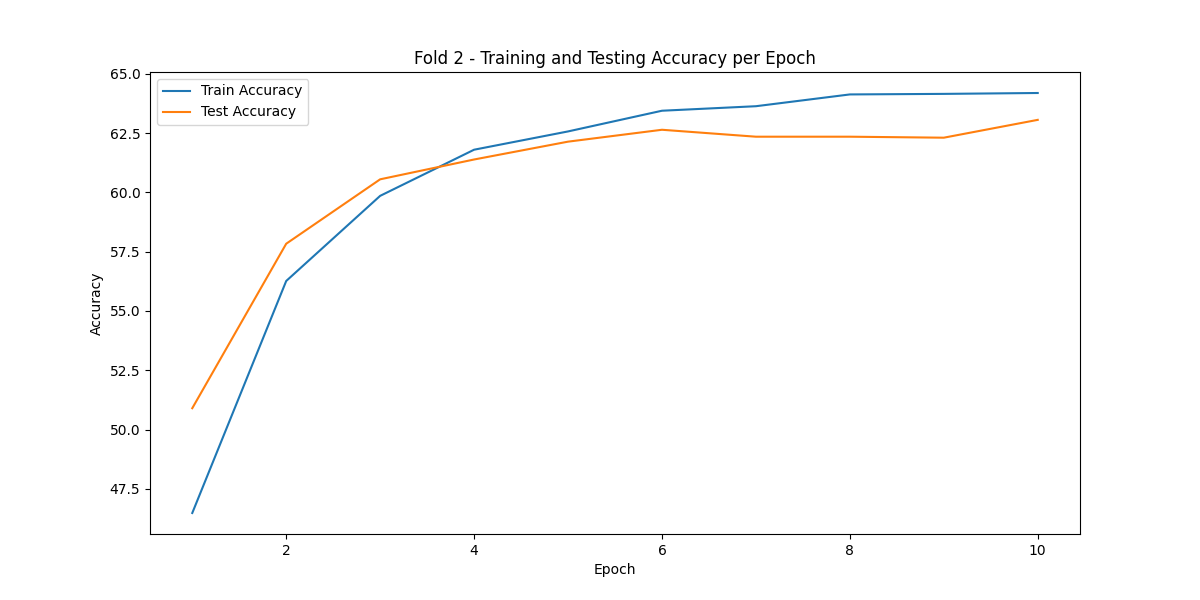 Fold 2 - Training and Testing Accuracy per Epoch
Train Accuracy
Test Accuracy
65.0
62.5
60.0
57.5
55.0
52.5
50.0
47.5
Accuracy
2 4 6 8 10
Epoch